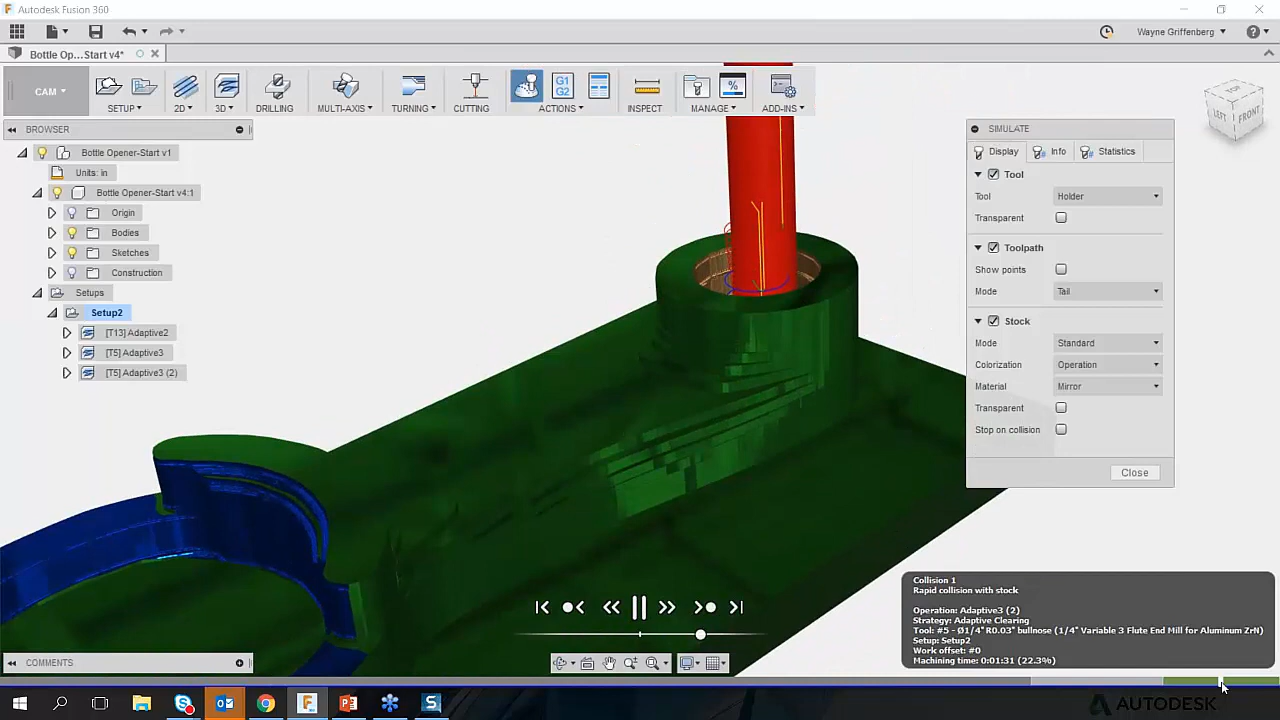 Autodesk Fusion 360
Wayne Griffenberg
Bottle Op...Start v4*
CAM
SETUP
2D
3D
DRILLING
MULTI-AXIS
TURNING
CUTTING
G1
G2
ACTIONS
INSPECT
%
MANAGE
ADD-INS
TOP
LEFT
FRONT
BROWSER
Bottle Opener-Start v1
Units: in
Bottle Opener-Start v4:1
Origin
Bodies
Sketches
Construction
Setups
Setup2
[T13] Adaptive2
[T5] Adaptive3
[T5] Adaptive3 (2)
SIMULATE
Display
Info
Statistics
Tool
Tool
Holder
Transparent
Toolpath
Show points
Mode
Tail
Stock
Mode
Standard
Colorization
Operation
Material
Mirror
Transparent
Stop on collision
Close
Collision 1
Rapid collision with stock
Operation: Adaptive3 (2)
Strategy: Adaptive Clearing
Tool: #5 - Ø1/4" R0.03" bullnose (1/4" Variable 3 Flute End Mill for Aluminum ZrN)
Setup: Setup2
Work offset: #0
Machining time: 0:01:31 (22.3%)
COMMENTS
AUTODESK